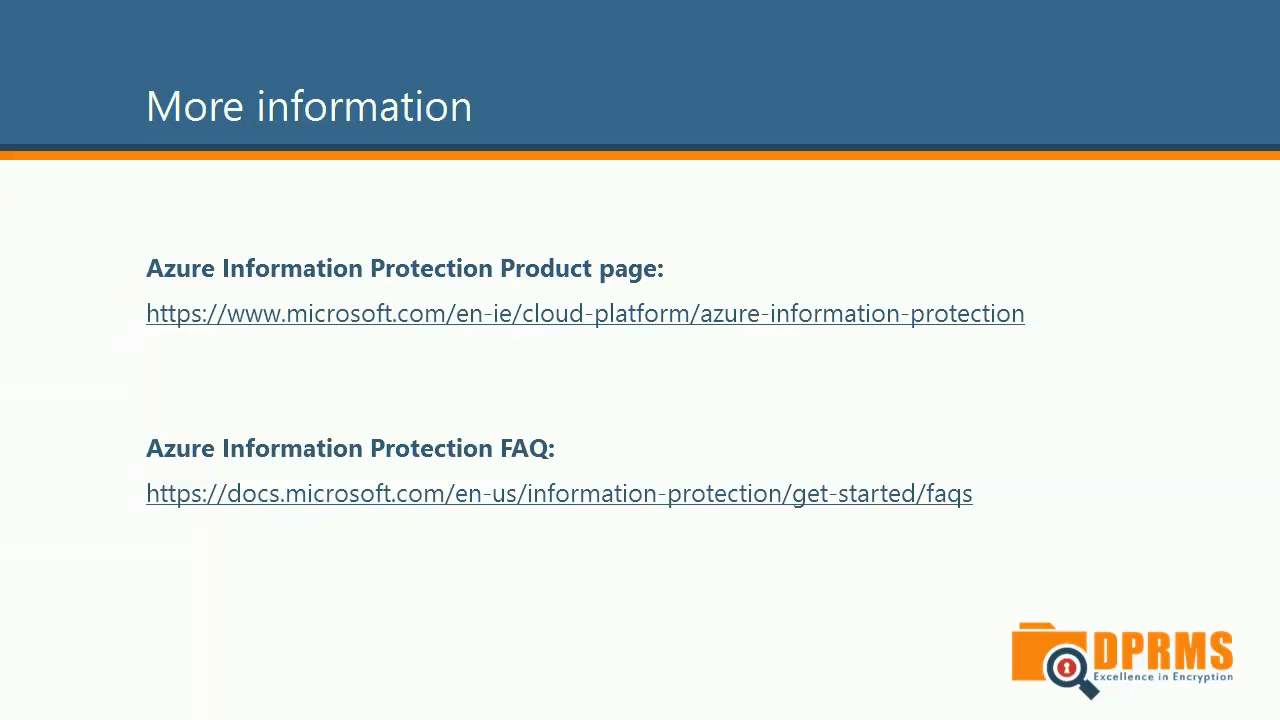 More information
Azure Information Protection Product page:
https://www.microsoft.com/en-ie/cloud-platform/azure-information-protection
Azure Information Protection FAQ:
https://docs.microsoft.com/en-us/information-protection/get-started/faqs
DPRMS
Excellence in Encryption